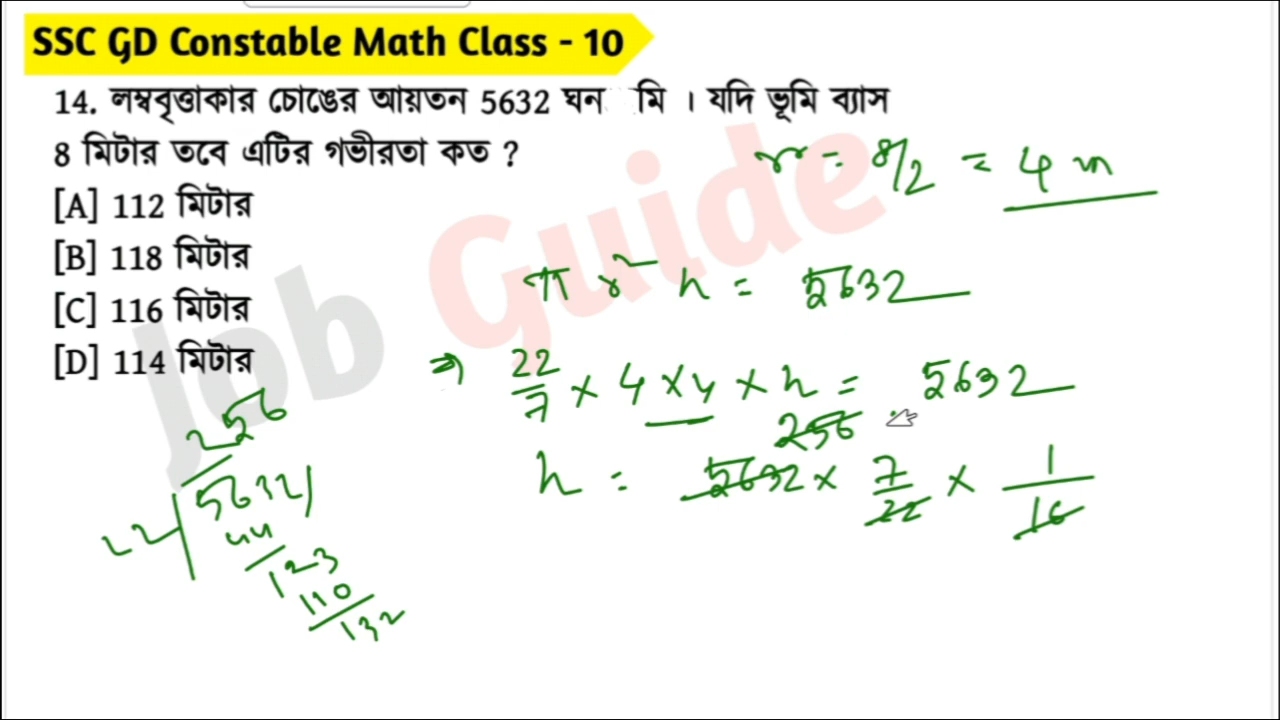 SSC GD Constable Math Class - 10
14. লম্ববৃত্তাকার চোঙের আয়তন 5632 ঘন মি । যদি ভূমি ব্যাস
8 মিটার তবে এটির গভীরতা কত ?
[A] 112 মিটার
[B] 118 মিটার
[C] 116 মিটার
[D] 114 মিটার
r = 8/2 = 4 m
π r² h = 5632
⇒ 22/7 × 4 × 4 × h = 5632
256
h = 5632 × 7/22 × 1/16
256
22 5632
44
123
110
132
Job Guide